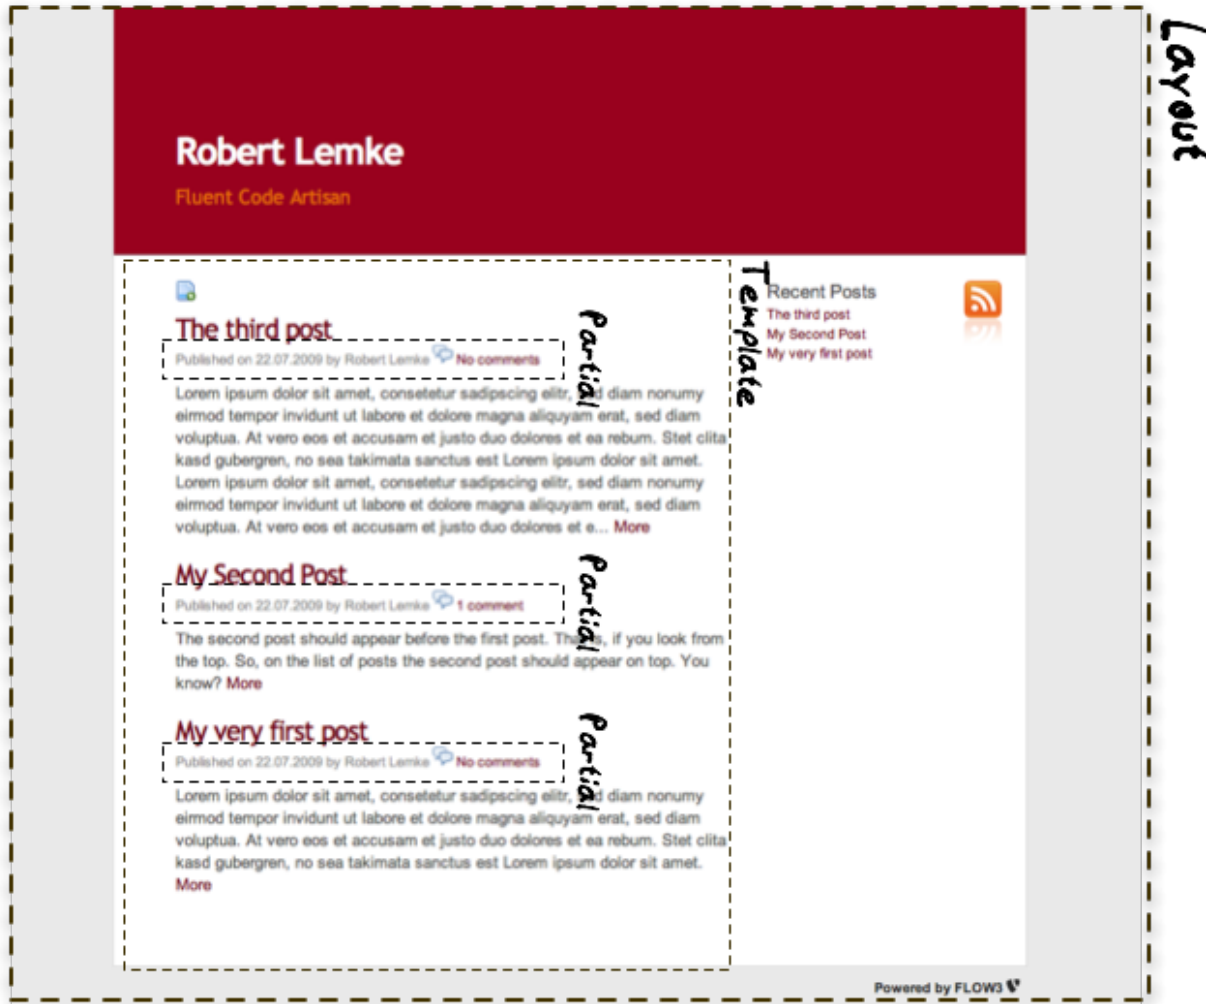 Layout
Robert Lemke
Fluent Code Artisan
Template
The third post
Published on 22.07.2009 by Robert Lemke No comments
Partial
Lorem ipsum dolor sit amet, consetetur sadipscing elitr, sed diam nonumy
eirmod tempor invidunt ut labore et dolore magna aliquyam erat, sed diam
voluptua. At vero eos et accusam et justo duo dolores et ea rebum. Stet clita
kasd gubergren, no sea takimata sanctus est Lorem ipsum dolor sit amet.
Lorem ipsum dolor sit amet, consetetur sadipscing elitr, sed diam nonumy
eirmod tempor invidunt ut labore et dolore magna aliquyam erat, sed diam
voluptua. At vero eos et accusam et justo duo dolores et e... More
My Second Post
Published on 22.07.2009 by Robert Lemke 1 comment
Partial
The second post should appear before the first post. That is, if you look from
the top. So, on the list of posts the second post should appear on top. You
know? More
My very first post
Published on 22.07.2009 by Robert Lemke No comments
Partial
Lorem ipsum dolor sit amet, consetetur sadipscing elitr, sed diam nonumy
eirmod tempor invidunt ut labore et dolore magna aliquyam erat, sed diam
voluptua. At vero eos et accusam et justo duo dolores et ea rebum. Stet clita
kasd gubergren, no sea takimata sanctus est Lorem ipsum dolor sit amet.
More
Recent Posts
The third post
My Second Post
My very first post
Powered by FLOW3